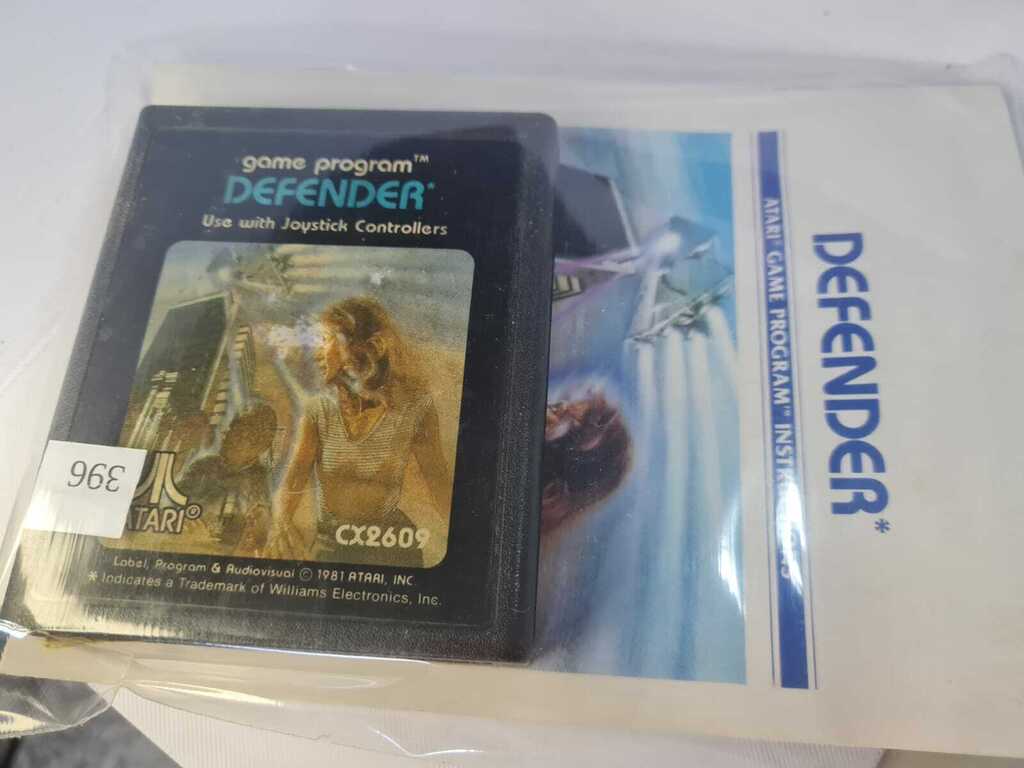 game program™
DEFENDER*
Use with Joystick Controllers
396
ATARI®
CX2609
Label, Program & Audiovisual © 1981 ATARI, INC.
* Indicates a Trademark of Williams Electronics, Inc.
DEFENDER*
ATARI® GAME PROGRAM™